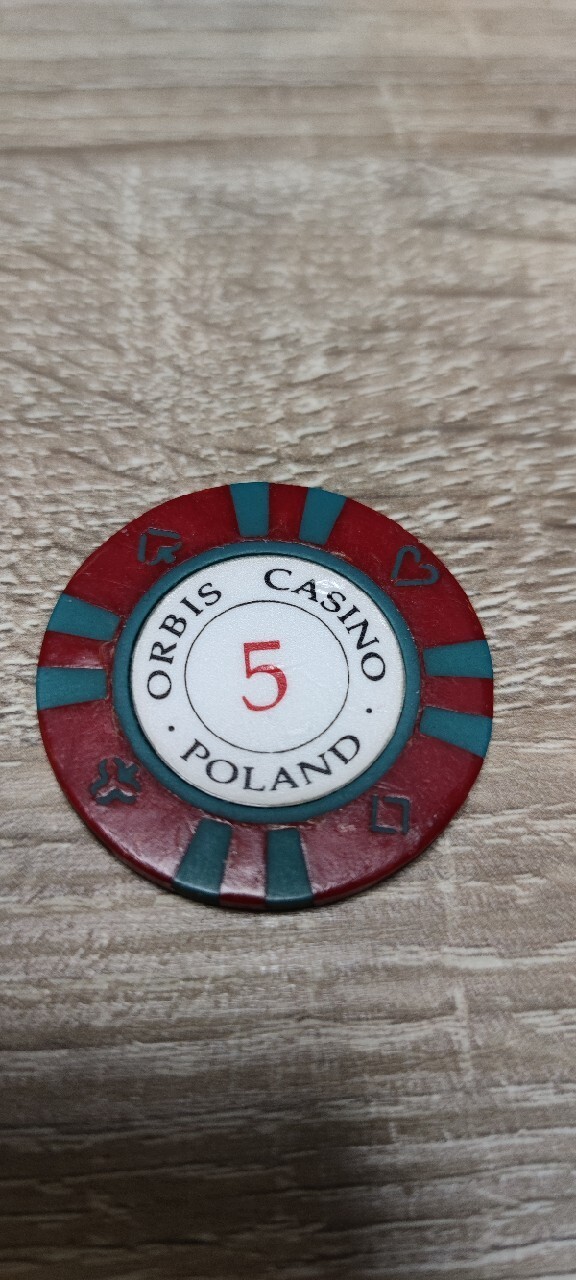 ORBIS CASINO
5
· POLAND ·